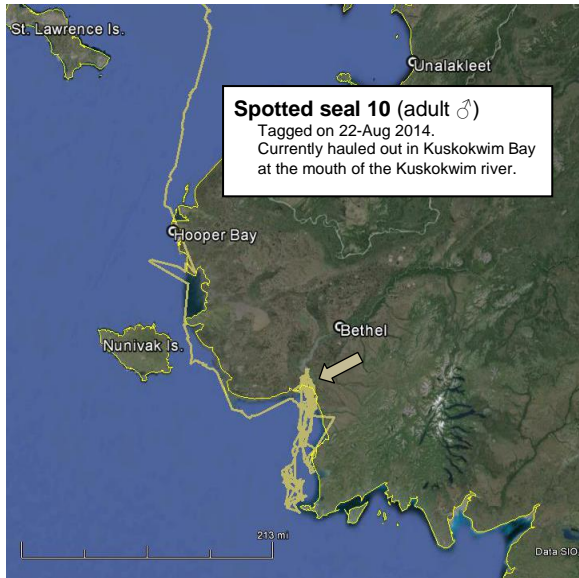 St. Lawrence Is.
Unalakleet
Spotted seal 10 (adult ♂)
Tagged on 22-Aug 2014.
Currently hauled out in Kuskokwim Bay
at the mouth of the Kuskokwim river.
Hooper Bay
Bethel
Nunivak Is.
213 mi
Data SIO